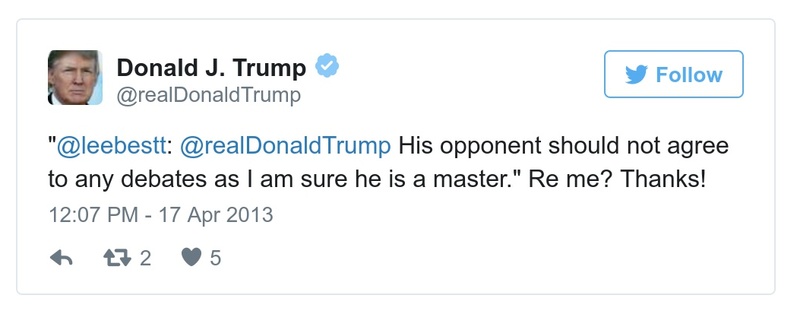 Donald J. Trump
@realDonaldTrump
Follow
"@leebestt: @realDonaldTrump His opponent should not agree
to any debates as I am sure he is a master." Re me? Thanks!
12:07 PM - 17 Apr 2013
2
5